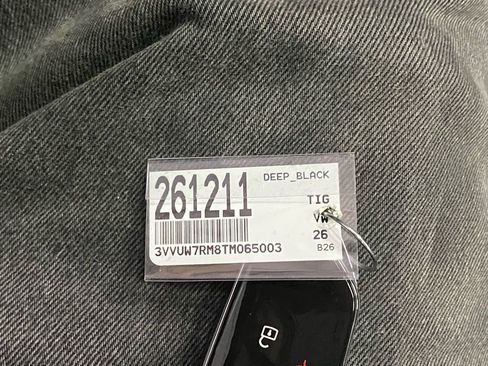 261211
DEEP_BLACK
TIG
VW
26
B26
3VVUW7RM8TM065003